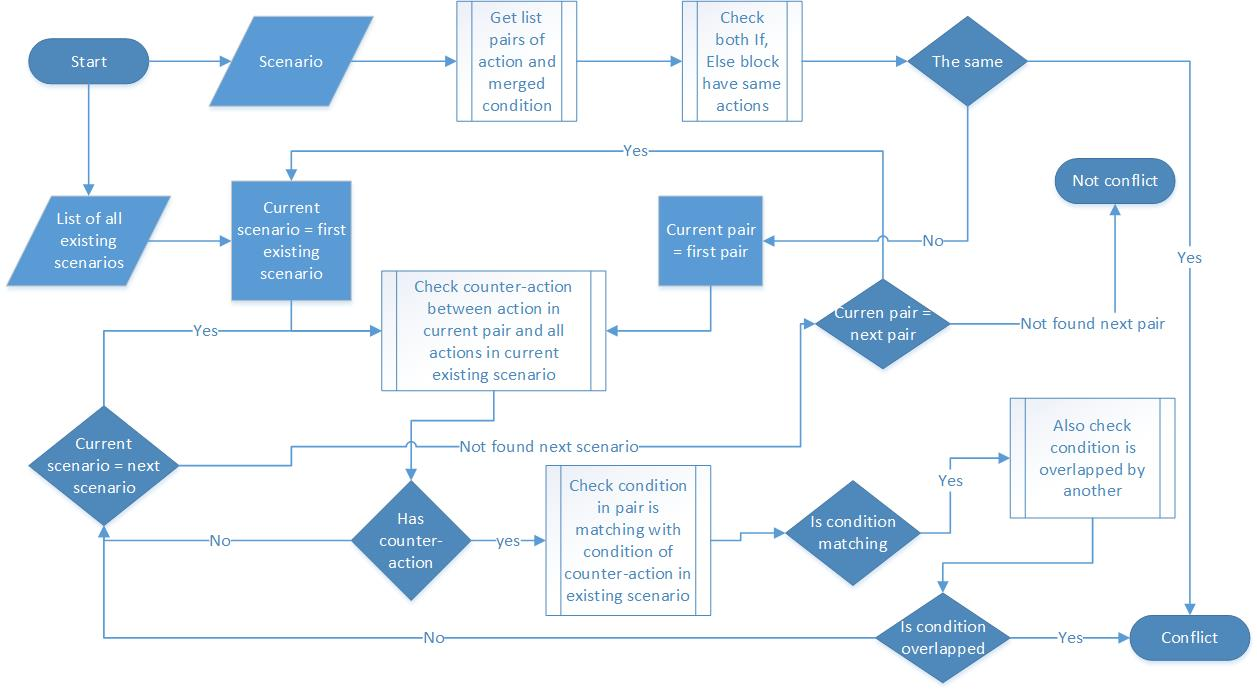 Start
Scenario
Get list
pairs of
action and
merged
condition
Check
both If,
Else block
have same
actions
The same
Yes
Not conflict
List of all
existing
scenarios
Current
scenario = first
existing
scenario
Current pair
= first pair
No
Yes
Check counter-action
between action in
current pair and all
actions in current
existing scenario
Curren pair =
next pair
Not found next pair
Yes
Current
scenario = next
scenario
Not found next scenario
Also check
condition is
overlapped by
another
Has
counter-
action
No
yes
Check condition
in pair is
matching with
condition of
counter-action in
existing scenario
Is condition
matching
Yes
Is condition
overlapped
No
Yes
Conflict